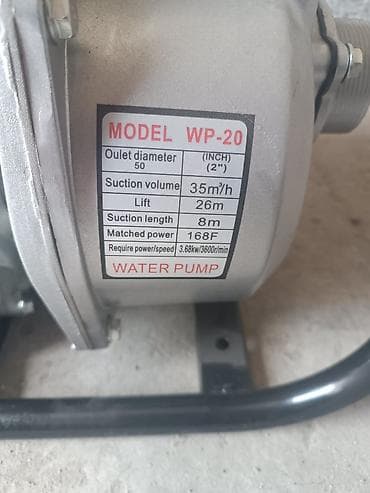 MODEL WP-20
Oulet diameter (INCH)
50 (2")
Suction volume 35m³/h
Lift 26m
Suction length 8m
Matched power 168F
Require power/speed 3.68kw/3600r/min
WATER PUMP